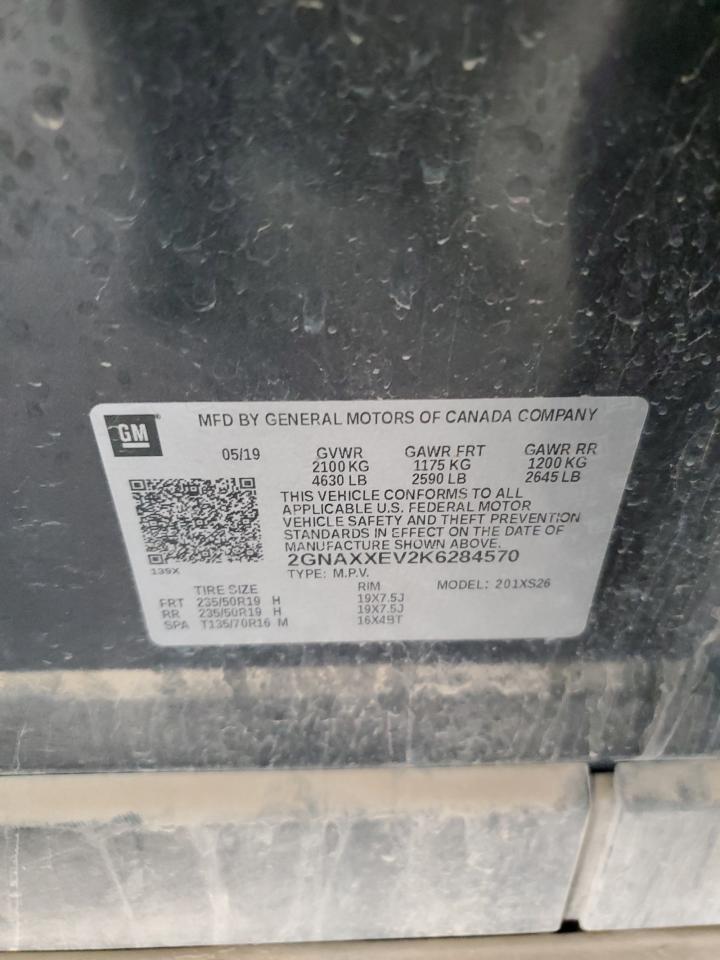 GM
MFD BY GENERAL MOTORS OF CANADA COMPANY
05/19 GVWR GAWR FRT GAWR RR
2100 KG 1175 KG 1200 KG
4630 LB 2590 LB 2645 LB
THIS VEHICLE CONFORMS TO ALL
APPLICABLE U.S. FEDERAL MOTOR
VEHICLE SAFETY AND THEFT PREVENTION
STANDARDS IN EFFECT ON THE DATE OF
MANUFACTURE SHOWN ABOVE.
2GNAXXEV2K6284570
139X
TYPE: M.P.V. MODEL: 201XS26
TIRE SIZE RIM
FRT 235/50R19 H 19X7.5J
RR 235/50R19 H 19X7.5J
SPA T135/70R16 M 16X4BT